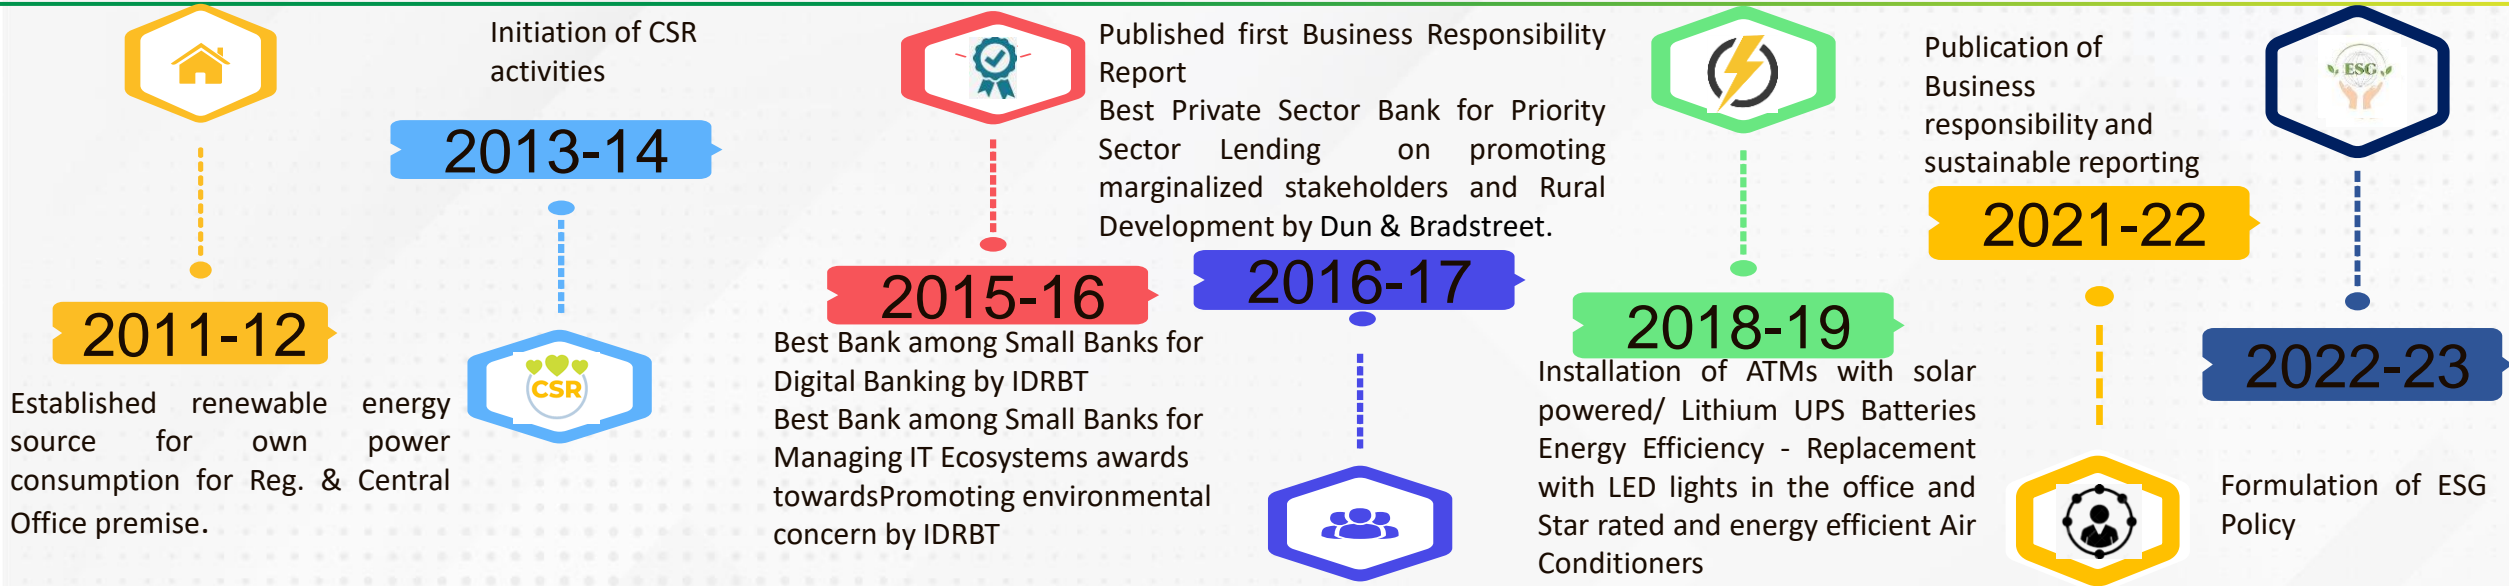 2011-12
Established renewable energy
source for own power
consumption for Reg. & Central
Office premise.
Initiation of CSR
activities
2013-14
CSR
2015-16
Best Bank among Small Banks for
Digital Banking by IDRBT
Best Bank among Small Banks for
Managing IT Ecosystems awards
towardsPromoting environmental
concern by IDRBT
Published first Business Responsibility
Report
Best Private Sector Bank for Priority
Sector Lending on promoting
marginalized stakeholders and Rural
Development by Dun & Bradstreet.
2016-17
2018-19
Installation of ATMs with solar
powered/ Lithium UPS Batteries
Energy Efficiency - Replacement
with LED lights in the office and
Star rated and energy efficient Air
Conditioners
Publication of
Business
responsibility and
sustainable reporting
2021-22
ESG
2022-23
Formulation of ESG
Policy